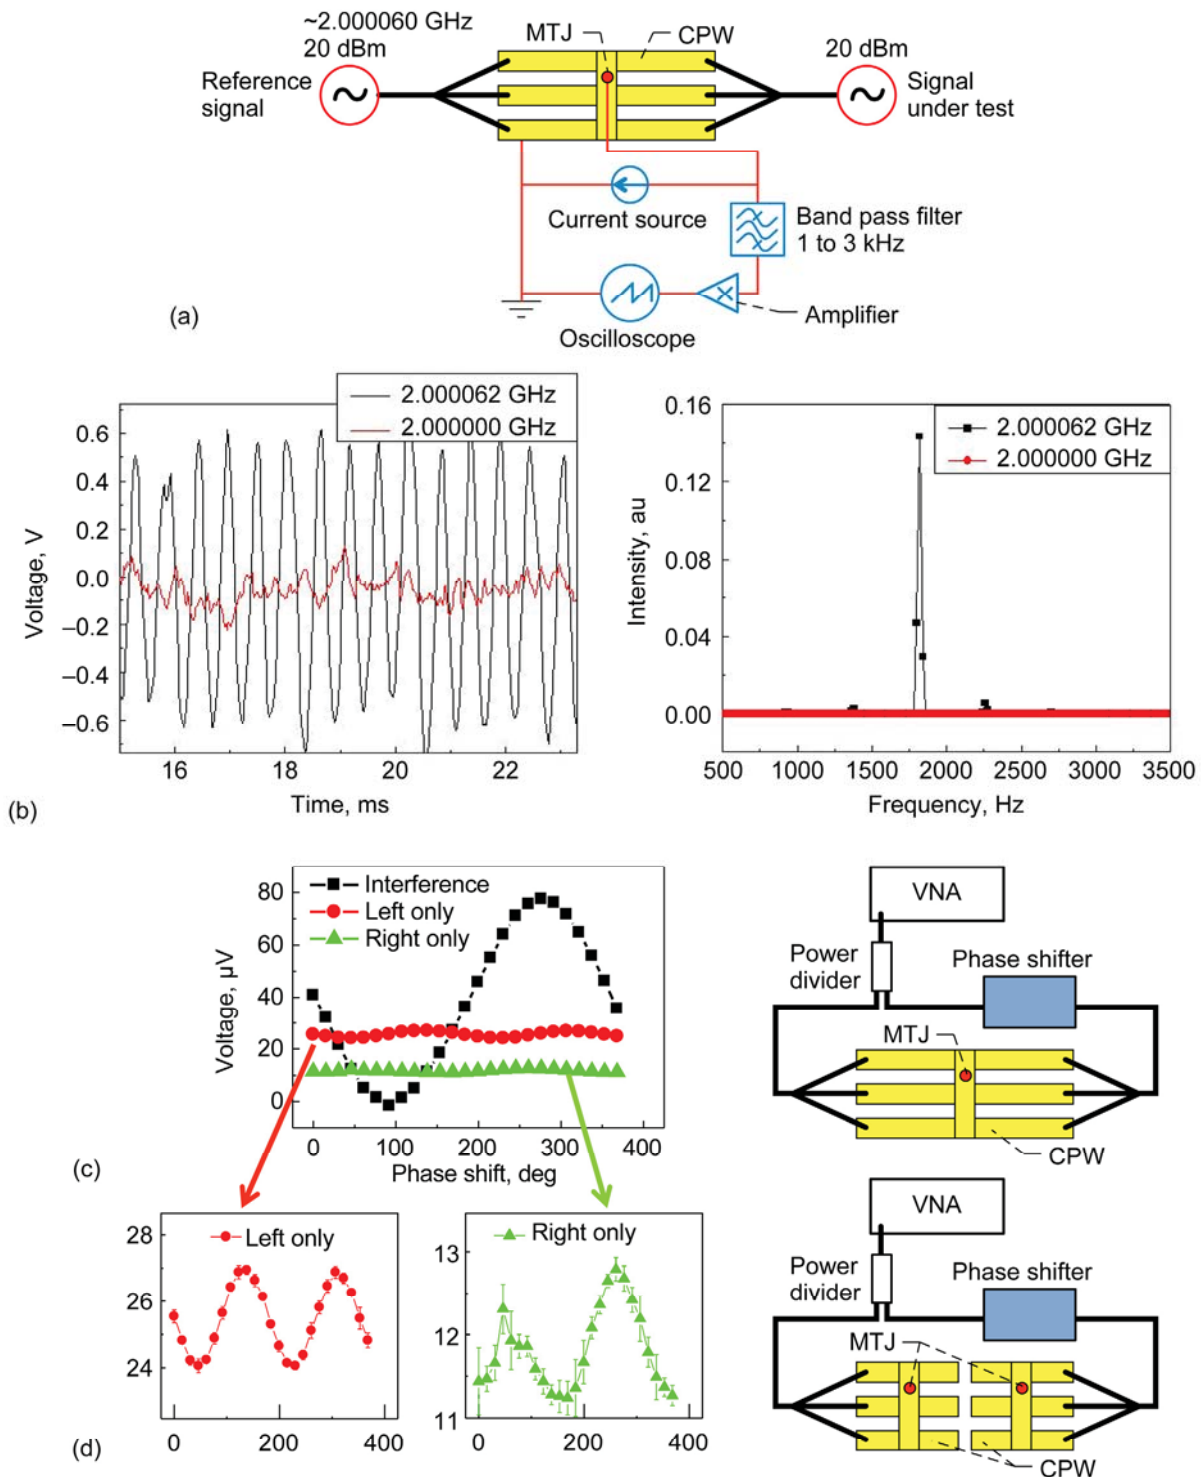 ~2.000060 GHz
20 dBm
Reference
signal
MTJ
CPW
20 dBm
Signal
under test
Current source
Band pass filter
1 to 3 kHz
Amplifier
Oscilloscope
(a)
2.000062 GHz
2.000000 GHz
0.6
0.4
0.2
0.0
–0.2
–0.4
–0.6
Voltage, V
16 18 20 22
Time, ms
2.000062 GHz
2.000000 GHz
0.16
0.12
0.08
0.04
0.00
Intensity, au
500 1000 1500 2000 2500 3000 3500
Frequency, Hz
(b)
Interference
Left only
Right only
80
60
40
20
0
Voltage, µV
0 100 200 300 400
Phase shift, deg
(c)
VNA
Power
divider
Phase shifter
MTJ
CPW
Left only
28
26
24
0 200 400
Right only
13
12
11
0 200 400
(d)
VNA
Power
divider
Phase shifter
MTJ
CPW